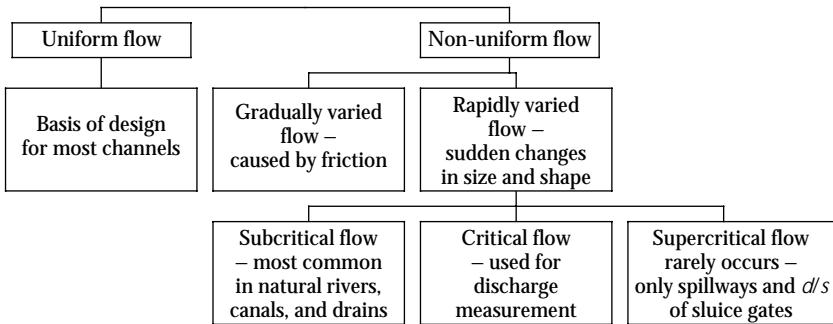 Uniform flow
Non-uniform flow
Basis of design
for most channels
Gradually varied
flow –
caused by friction
Rapidly varied
flow –
sudden changes
in size and shape
Subcritical flow
– most common
in natural rivers,
canals, and drains
Critical flow
– used for
discharge
measurement
Supercritical flow
rarely occurs –
only spillways and d/s
of sluice gates